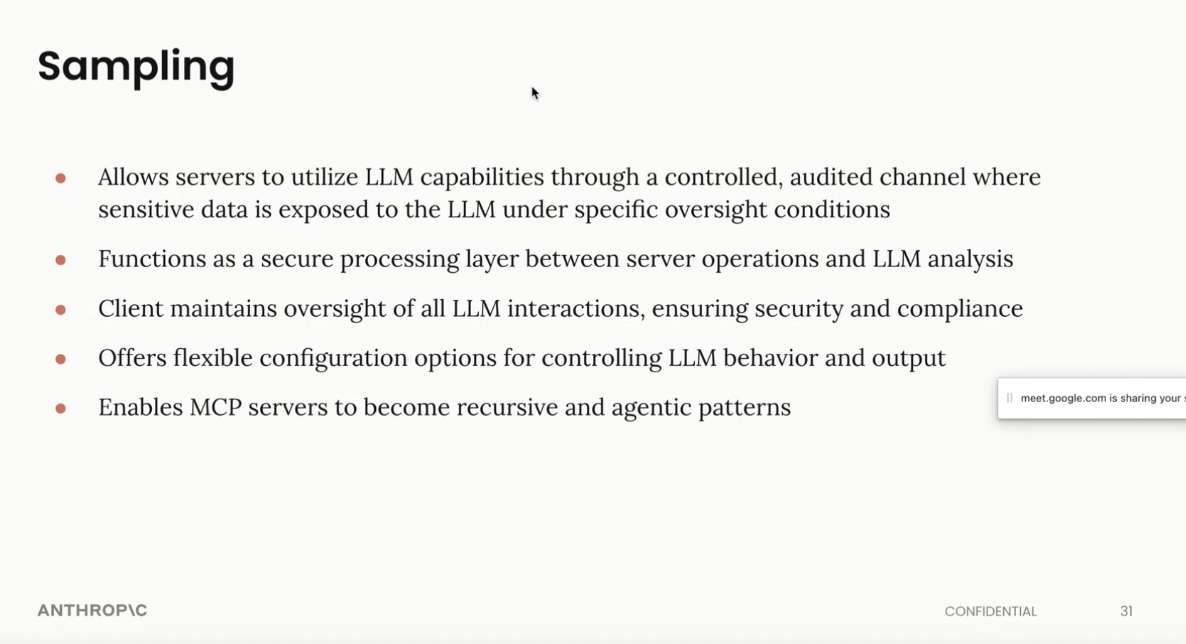 Sampling
Allows servers to utilize LLM capabilities through a controlled, audited channel where
sensitive data is exposed to the LLM under specific oversight conditions
Functions as a secure processing layer between server operations and LLM analysis
Client maintains oversight of all LLM interactions, ensuring security and compliance
Offers flexible configuration options for controlling LLM behavior and output
meet.google.com is sharing your s
Enables MCP servers to become recursive and agentic patterns
ANTHROP\C
CONFIDENTIAL
31